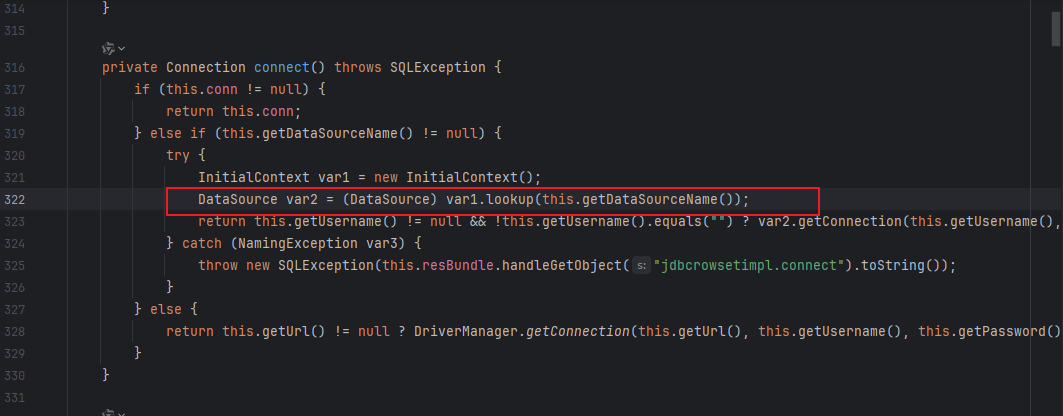 314 }
315
316 private Connection connect() throws SQLException {
317 if (this.conn != null) {
318 return this.conn;
319 } else if (this.getDataSourceName() != null) {
320 try {
321 InitialContext var1 = new InitialContext();
322 DataSource var2 = (DataSource) var1.lookup(this.getDataSourceName());
323 return this.getUsername() != null && !this.getUsername().equals("") ? var2.getConnection(this.getUsername(),
324 } catch (NamingException var3) {
325 throw new SQLException(this.resBundle.handleGetObject( s: "jdbcrowsetimpl.connect").toString());
326 }
327 } else {
328 return this.getUrl() != null ? DriverManager.getConnection(this.getUrl(), this.getUsername(), this.getPassword()
329 }
330 }
331